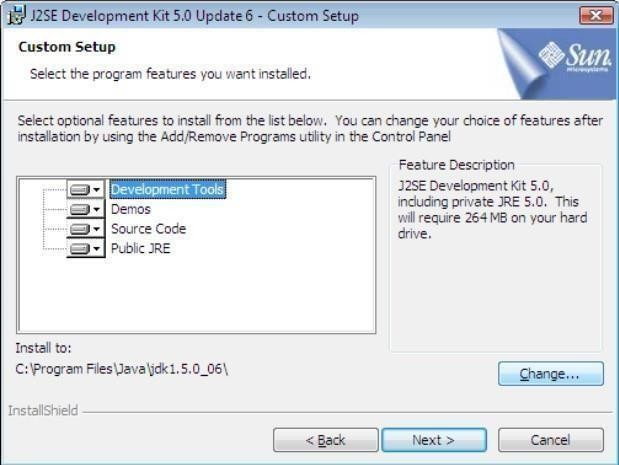 J2SE Development Kit 5.0 Update 6 - Custom Setup
Custom Setup
Select the program features you want installed.
Sun
microsystems
Select optional features to install from the list below. You can change your choice of features after
installation by using the Add/Remove Programs utility in the Control Panel
Development Tools
Demos
Source Code
Public JRE
Feature Description
J2SE Development Kit 5.0,
including private JRE 5.0. This
will require 264 MB on your hard
drive.
Install to:
C:\Program Files\Java\jdk1.5.0_06\
Change...
InstallShield
< Back
Next >
Cancel